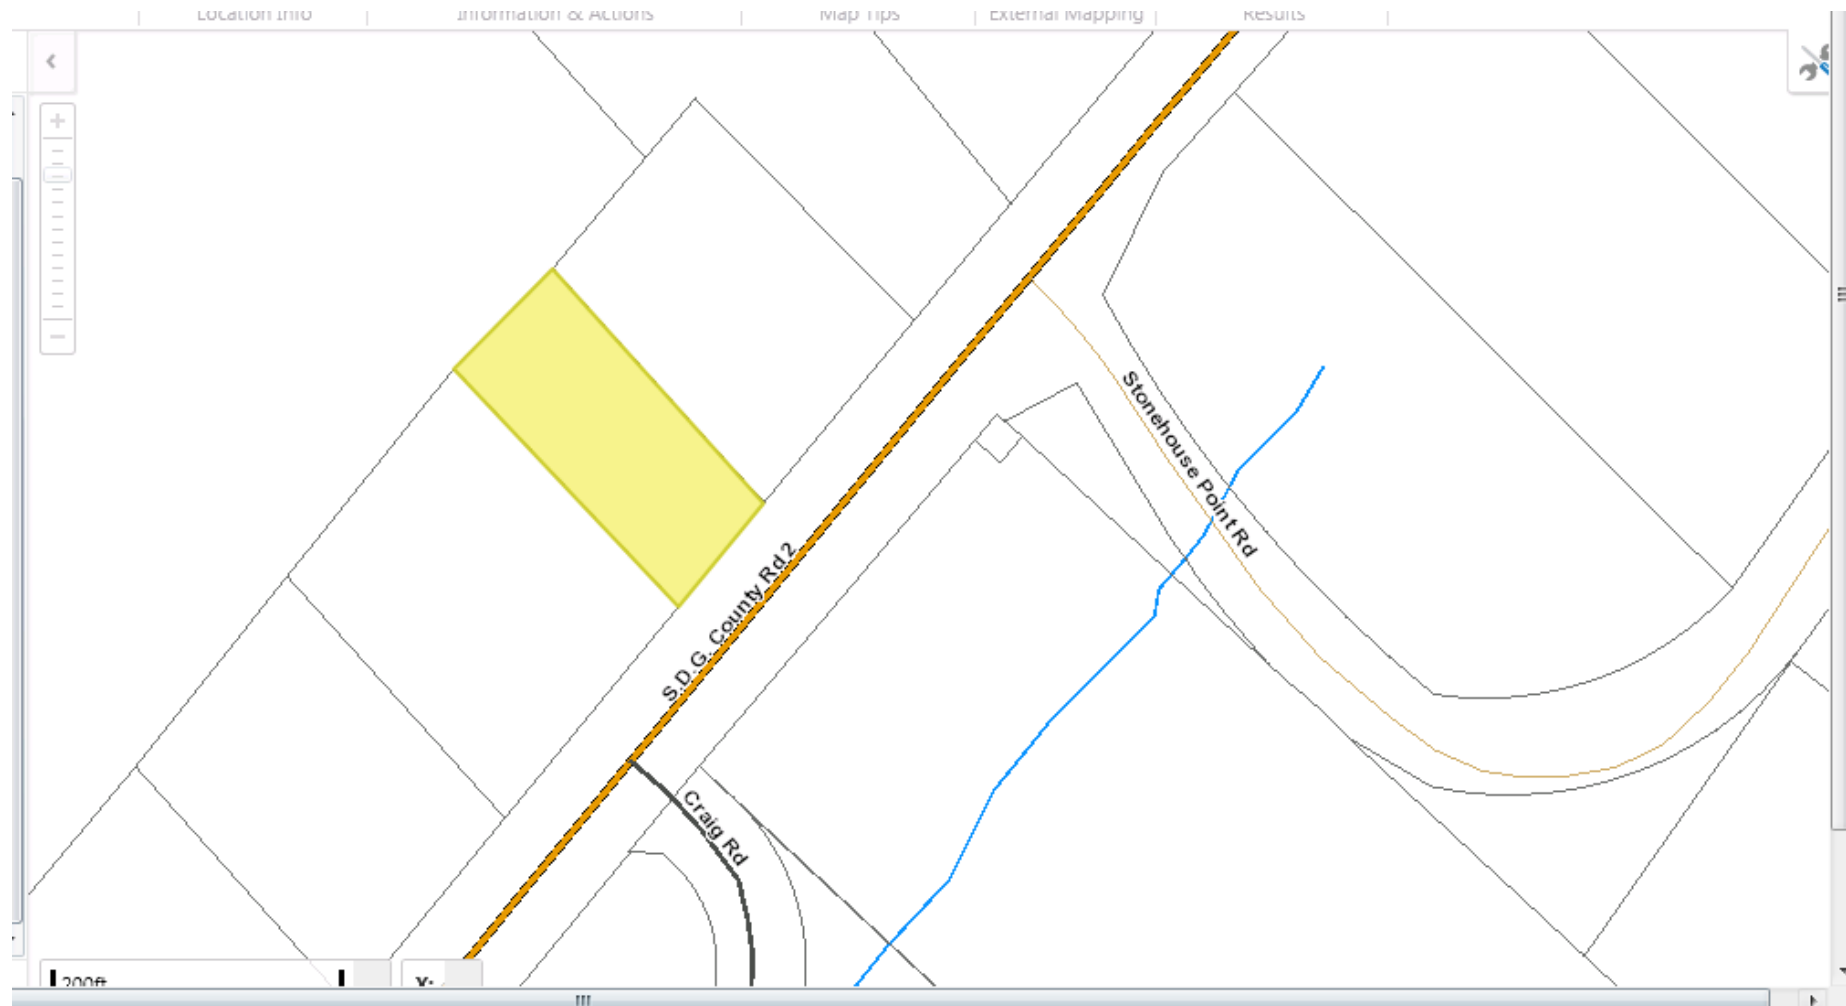 Location Info
Information & Actions
Map Tips
External Mapping
Results
Stonehouse Point Rd
S.D.G. County Rd 2
Craig Rd
200ft
X: